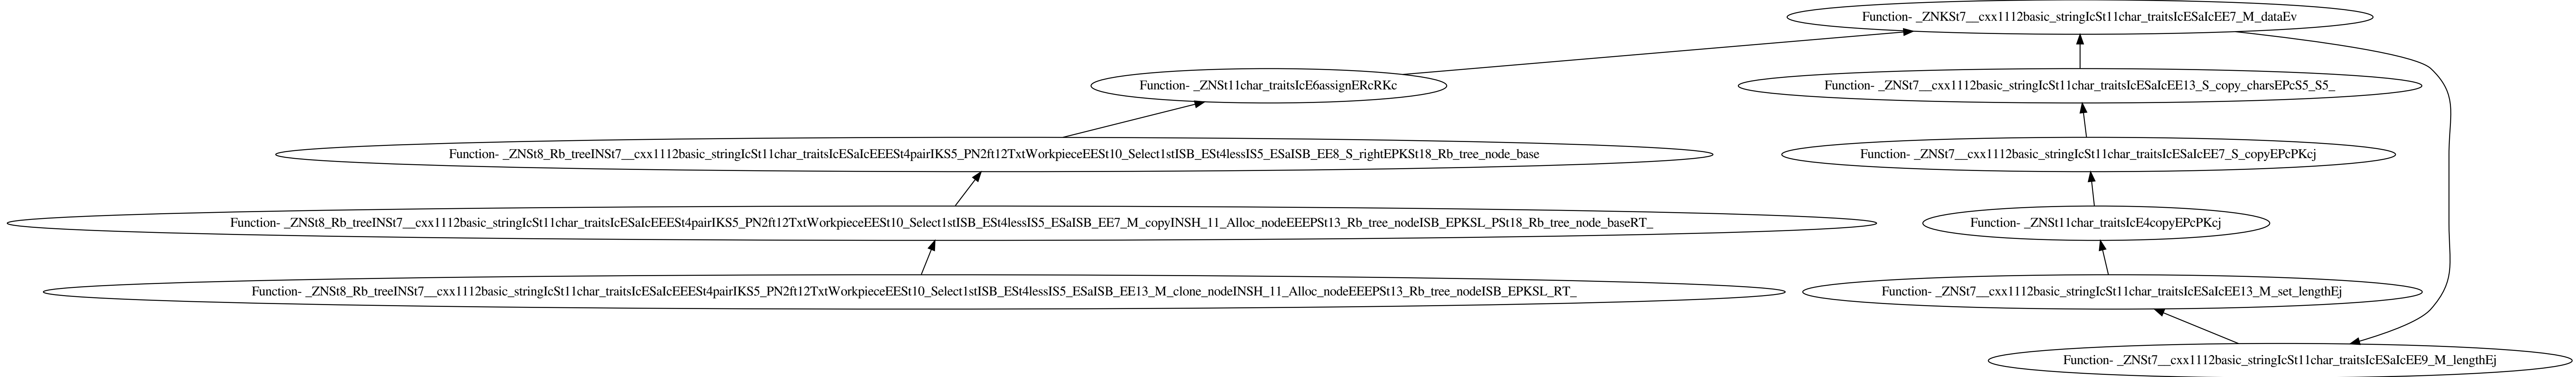 Function- _ZNKSt7__cxx1112basic_stringIcSt11char_traitsIcESaIcEE7_M_dataEv
Function- _ZNSt11char_traitsIcE6assignERcRKc
Function- _ZNSt7__cxx1112basic_stringIcSt11char_traitsIcESaIcEE13_S_copy_charsEPcS5_S5_
Function- _ZNSt8_Rb_treeINSt7__cxx1112basic_stringIcSt11char_traitsIcESaIcEEESt4pairIKS5_PN2ft12TxtWorkpieceEESt10_Select1stISB_ESt4lessIS5_ESaISB_EE8_S_rightEPKSt18_Rb_tree_node_base
Function- _ZNSt7__cxx1112basic_stringIcSt11char_traitsIcESaIcEE7_S_copyEPcPKcj
Function- _ZNSt8_Rb_treeINSt7__cxx1112basic_stringIcSt11char_traitsIcESaIcEEESt4pairIKS5_PN2ft12TxtWorkpieceEESt10_Select1stISB_ESt4lessIS5_ESaISB_EE7_M_copyINSH_11_Alloc_nodeEEEPSt13_Rb_tree_nodeISB_EPKSL_PSt18_Rb_tree_node_baseRT_
Function- _ZNSt11char_traitsIcE4copyEPcPKcj
Function- _ZNSt8_Rb_treeINSt7__cxx1112basic_stringIcSt11char_traitsIcESaIcEEESt4pairIKS5_PN2ft12TxtWorkpieceEESt10_Select1stISB_ESt4lessIS5_ESaISB_EE13_M_clone_nodeINSH_11_Alloc_nodeEEEPSt13_Rb_tree_nodeISB_EPKSL_RT_
Function- _ZNSt7__cxx1112basic_stringIcSt11char_traitsIcESaIcEE13_M_set_lengthEj
Function- _ZNSt7__cxx1112basic_stringIcSt11char_traitsIcESaIcEE9_M_lengthEj